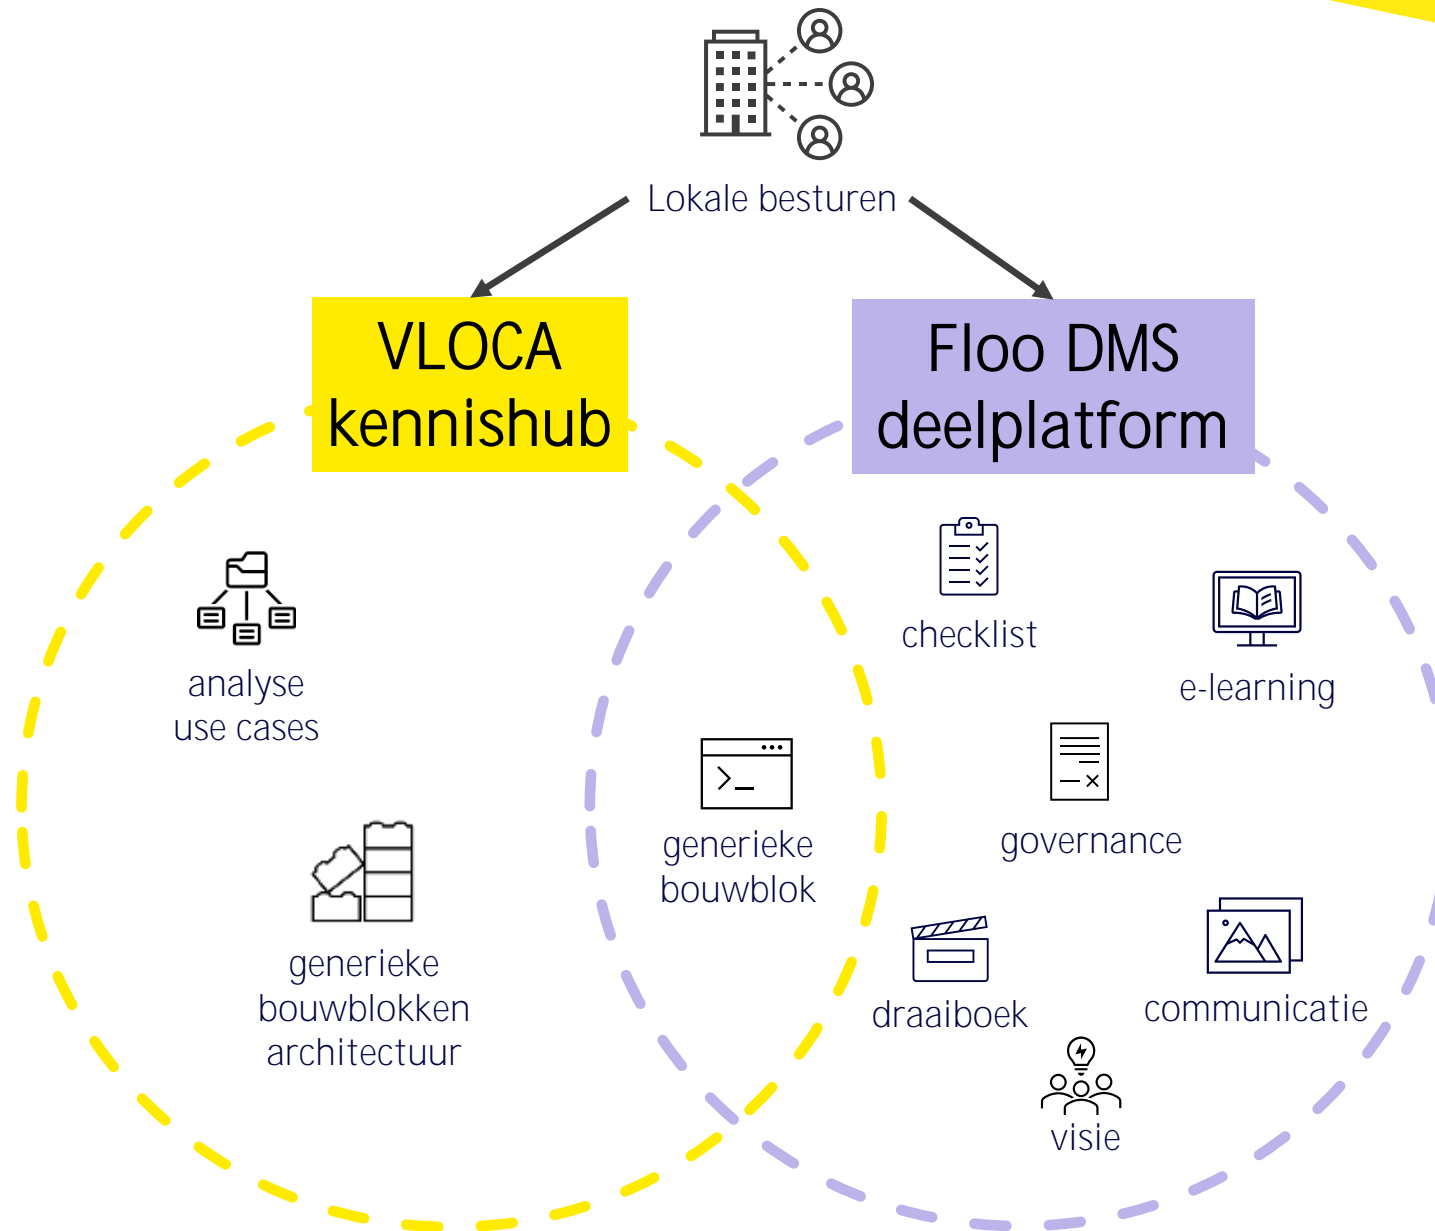 Lokale besturen
VLOCA
kennishub
Floo DMS
deelplatform
analyse
use cases
generieke
bouwblokken
architectuur
generieke
bouwblok
checklist
e-learning
governance
draaiboek
communicatie
visie